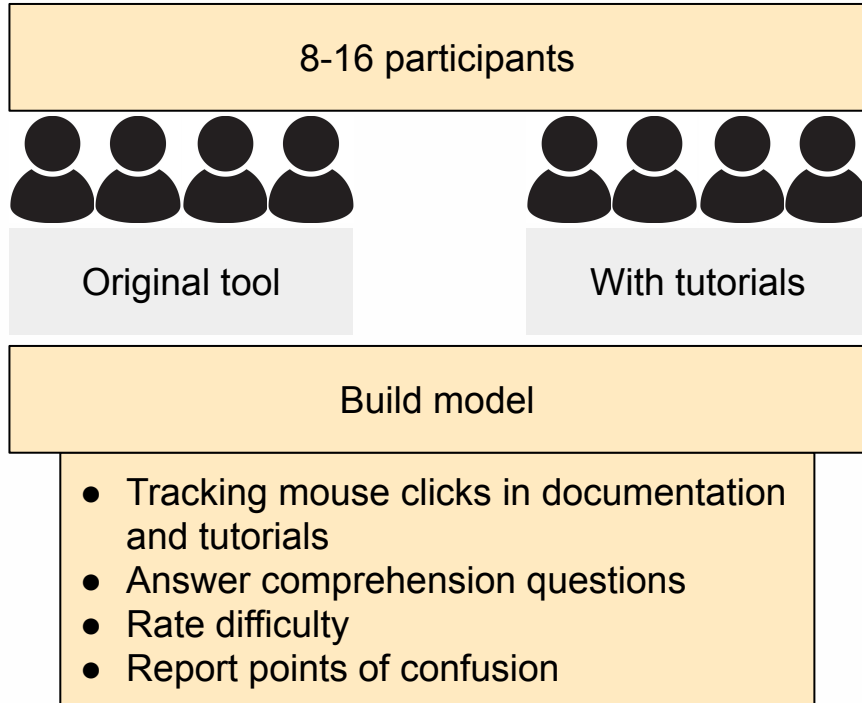 8-16 participants
Original tool
With tutorials
Build model
● Tracking mouse clicks in documentation
and tutorials
● Answer comprehension questions
● Rate difficulty
● Report points of confusion